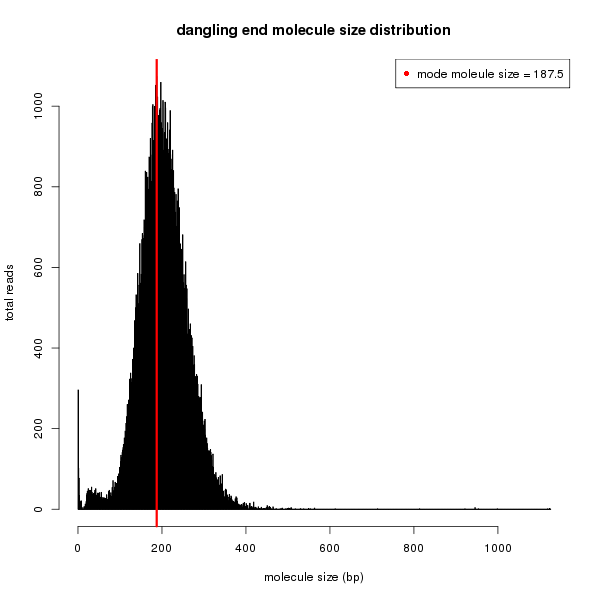 dangling end molecule size distribution
mode moleule size = 187.5
total reads
1000
800
600
400
200
0
0 200 400 600 800 1000
molecule size (bp)